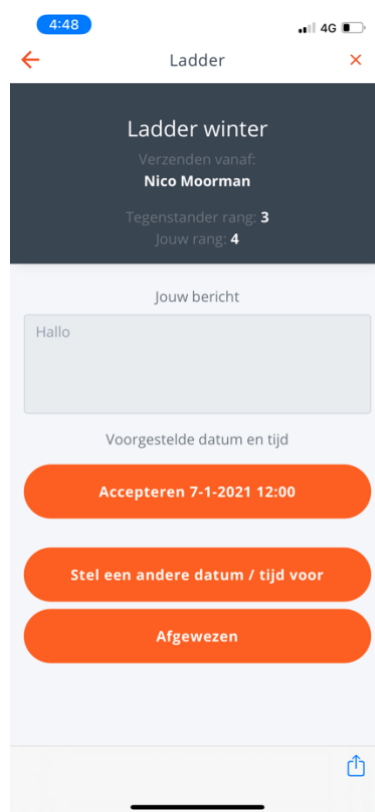 4:48
4G
Ladder
Ladder winter
Verzenden vanaf:
Nico Moorman
Tegenstander rang: 3
Jouw rang: 4
Jouw bericht
Hallo
Voorgestelde datum en tijd
Accepteren 7-1-2021 12:00
Stel een andere datum / tijd voor
Afgewezen